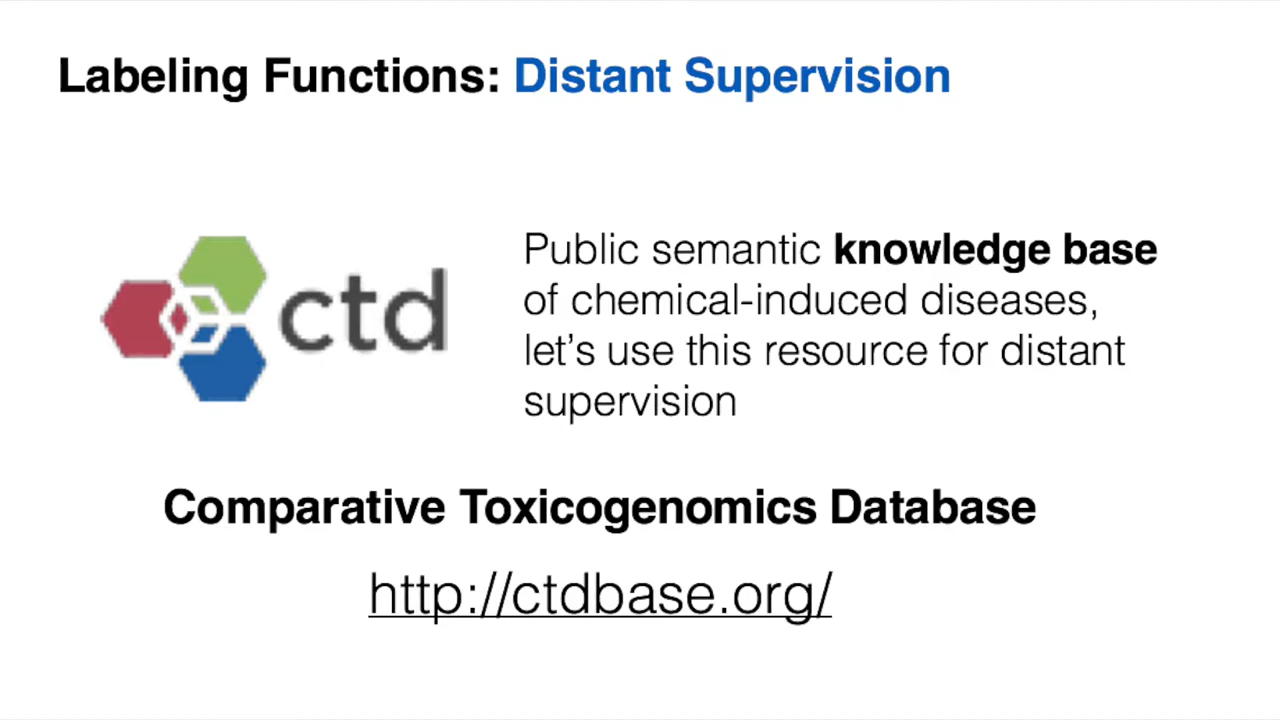 Labeling Functions: Distant Supervision
ctd
Public semantic knowledge base
of chemical-induced diseases,
let's use this resource for distant
supervision
Comparative Toxicogenomics Database
http://ctdbase.org/